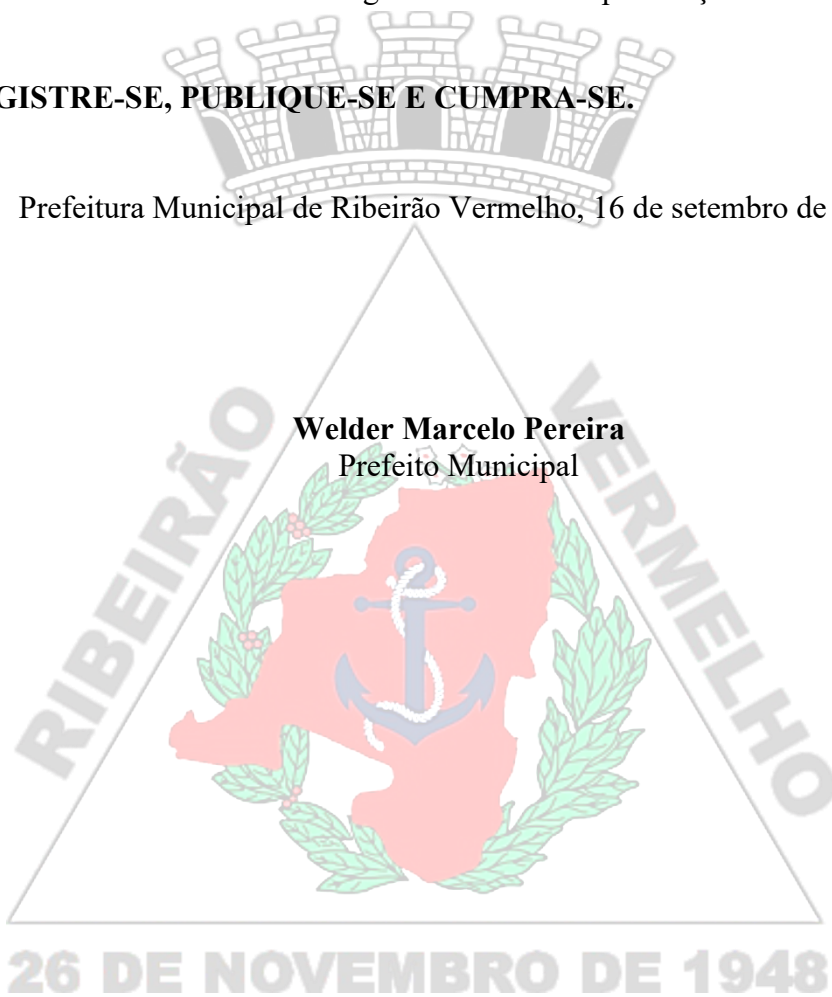 GISTRE-SE, PUBLIQUE-SE E CUMPRA-SE.
Prefeitura Municipal de Ribeirão Vermelho, 16 de setembro de
Welder Marcelo Pereira
Prefeito Municipal
RIBEIRÃO
VERMELHO
26 DE NOVEMBRO DE 1948